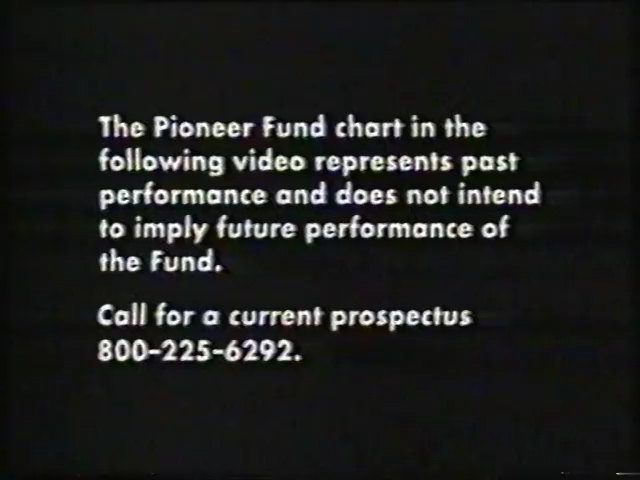 The Pioneer Fund chart in the
following video represents past
performance and does not intend
to imply future performance of
the Fund.
Call for a current prospectus
800-225-6292.